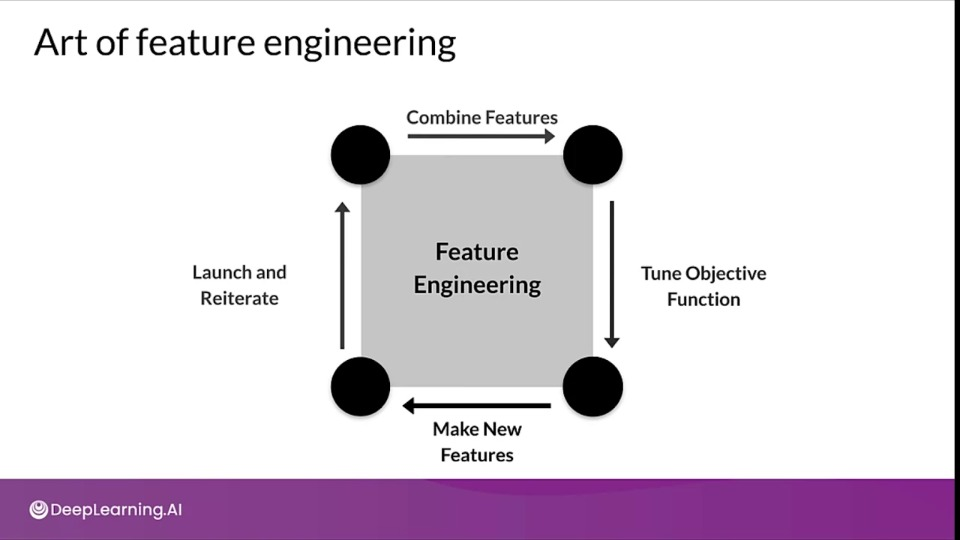 Art of feature engineering
Combine Features
Feature
Engineering
Launch and
Reiterate
Tune Objective
Function
Make New
Features
DeepLearning.AI